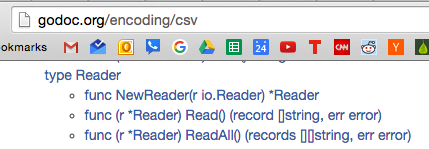 godoc.org/encoding/csv
ookmarks 24 T CNN Y
type Reader
func NewReader(r io.Reader) *Reader
func (r *Reader) Read() (record []string, err error)
func (r *Reader) ReadAll() (records [][]string, err error)